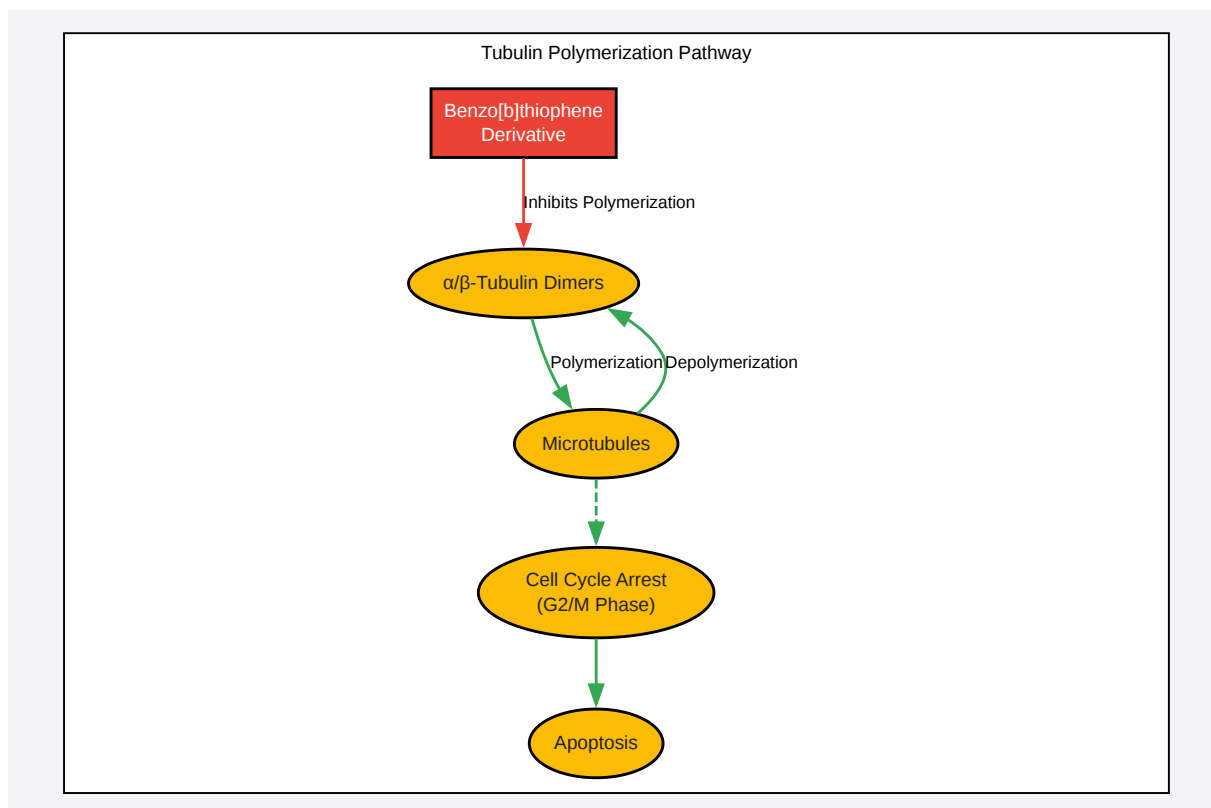 Tubulin Polymerization Pathway
Benzo[b]thiophene
Derivative
Inhibits Polymerization
α/β-Tubulin Dimers
Polymerization
Depolymerization
Microtubules
Cell Cycle Arrest
(G2/M Phase)
Apoptosis